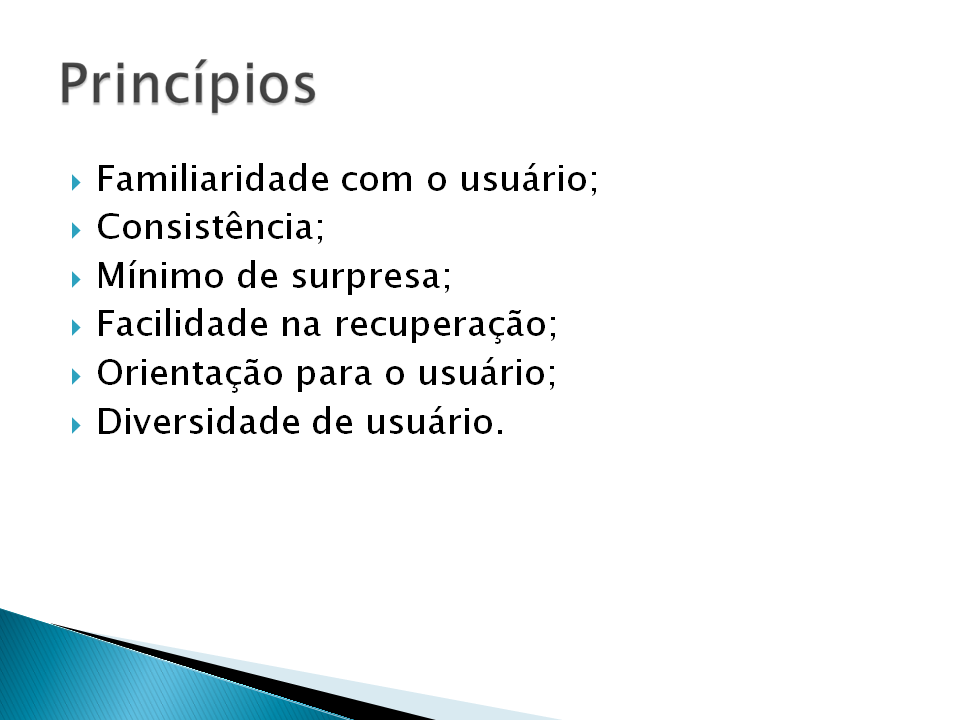 Princípios
Familiaridade com o usuário;
Consistência;
Mínimo de surpresa;
Facilidade na recuperação;
Orientação para o usuário;
Diversidade de usuário.